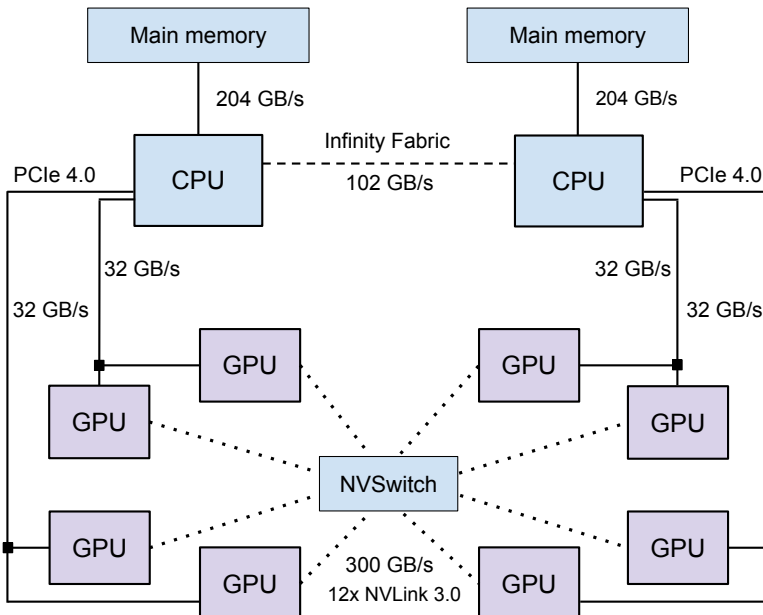 Main memory
Main memory
204 GB/s
204 GB/s
Infinity Fabric
PCIe 4.0
CPU
CPU
PCIe 4.0
102 GB/s
32 GB/s
32 GB/s
32 GB/s
32 GB/s
GPU
GPU
GPU
GPU
NVSwitch
GPU
GPU
300 GB/s
GPU
GPU
12x NVLink 3.0